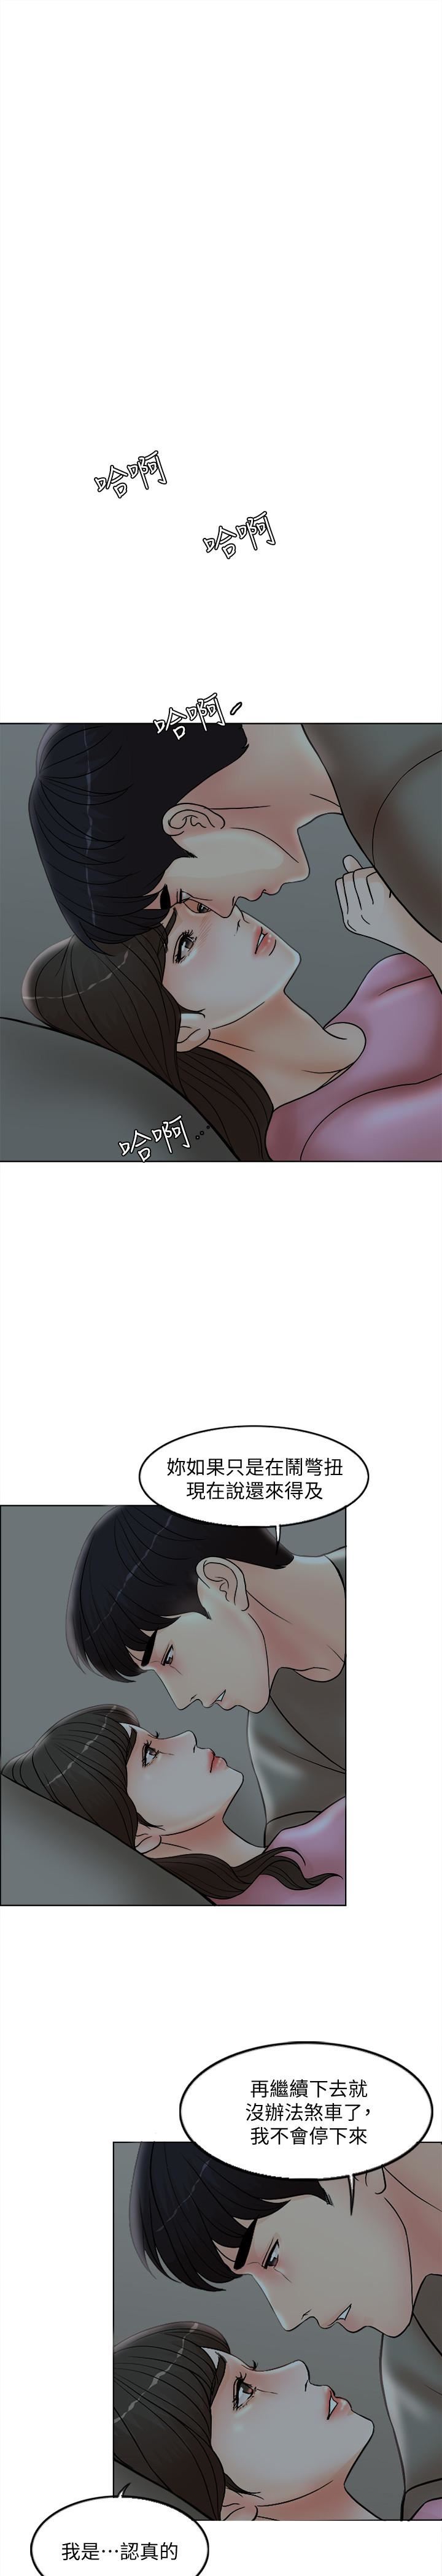 哈啊
哈啊
哈啊
哈啊…
妳如果只是在鬧彆扭
現在說還來得及
再繼續下去就
沒辦法煞車了，
我不會停下來
我是…認真的